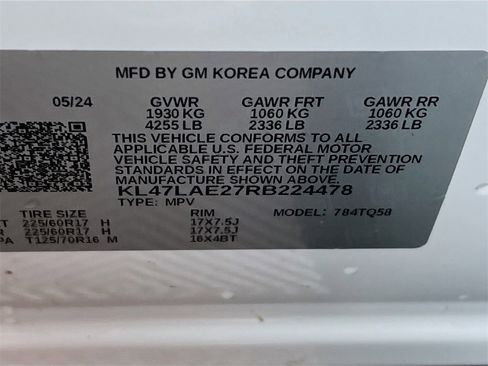 MFD BY GM KOREA COMPANY
05/24 GVWR GAWR FRT GAWR RR
1930 KG 1060 KG 1060 KG
4255 LB 2336 LB 2336 LB
THIS VEHICLE CONFORMS TO ALL
APPLICABLE U.S. FEDERAL MOTOR
VEHICLE SAFETY AND THEFT PREVENTION
STANDARDS IN EFFECT ON THE DATE OF
MANUFACTURE SHOWN ABOVE.
KL47LAE27RB224478
TYPE: MPV MODEL: 784TQ58
TIRE SIZE RIM
T 225/60R17 H 17X7.5J
R 225/60R17 H 17X7.5J
PA T125/70R16 M 16X4BT